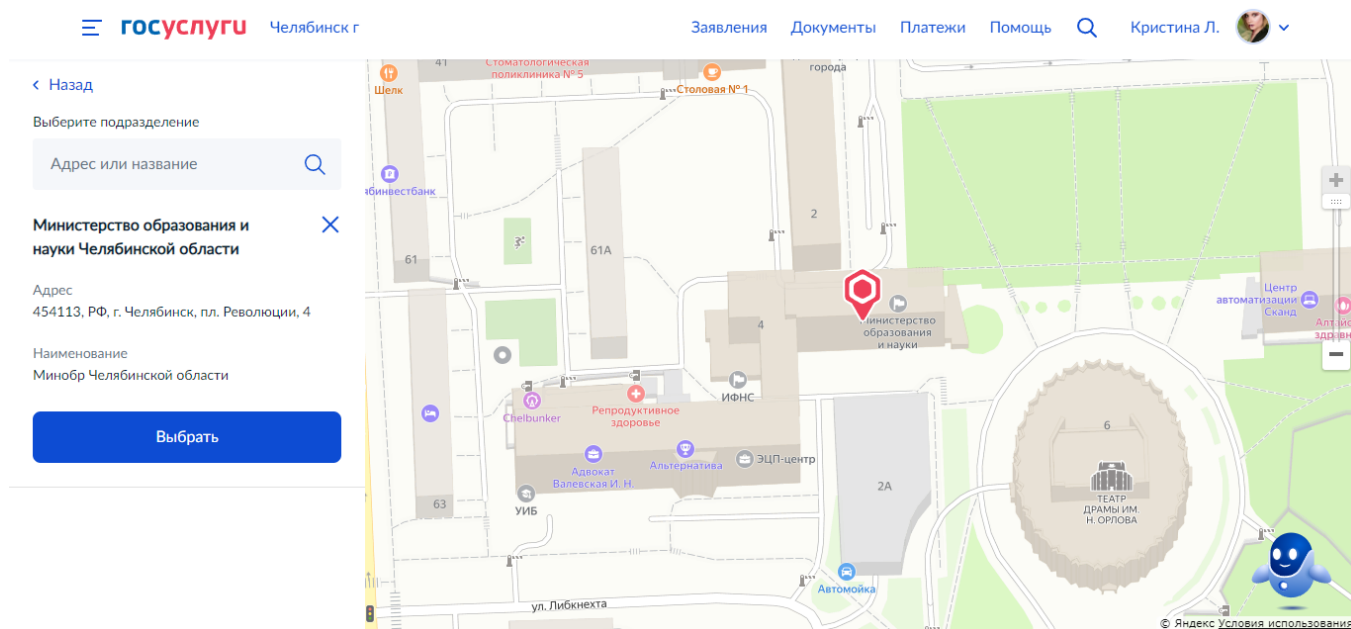 госуслуги
Челябинск г
Заявления
Документы
Платежи
Помощь
Кристина Л.
Назад
Выберите подразделение
Адрес или название
Министерство образования и
науки Челябинской области
Адрес
454113, РФ, г. Челябинск, пл. Революции, 4
Наименование
Минобр Челябинской области
Выбрать
41
Стоматологическая
поликлиника № 5
Шелк
Столовая № 1
города
2
61
61А
4
Министерство
образования
и науки
Центр
автоматизации
Сканд
ИФНС
Chelbunker
Репродуктивное
здоровье
Адвокат
Валевская И. Н.
Альтернатива
ЭЦП-центр
УИБ
63
2А
6
ТЕАТР
ДРАМЫ ИМ.
Н. ОРЛОВА
Автомойка
ул. Либкнехта
© Яндекс Условия использования